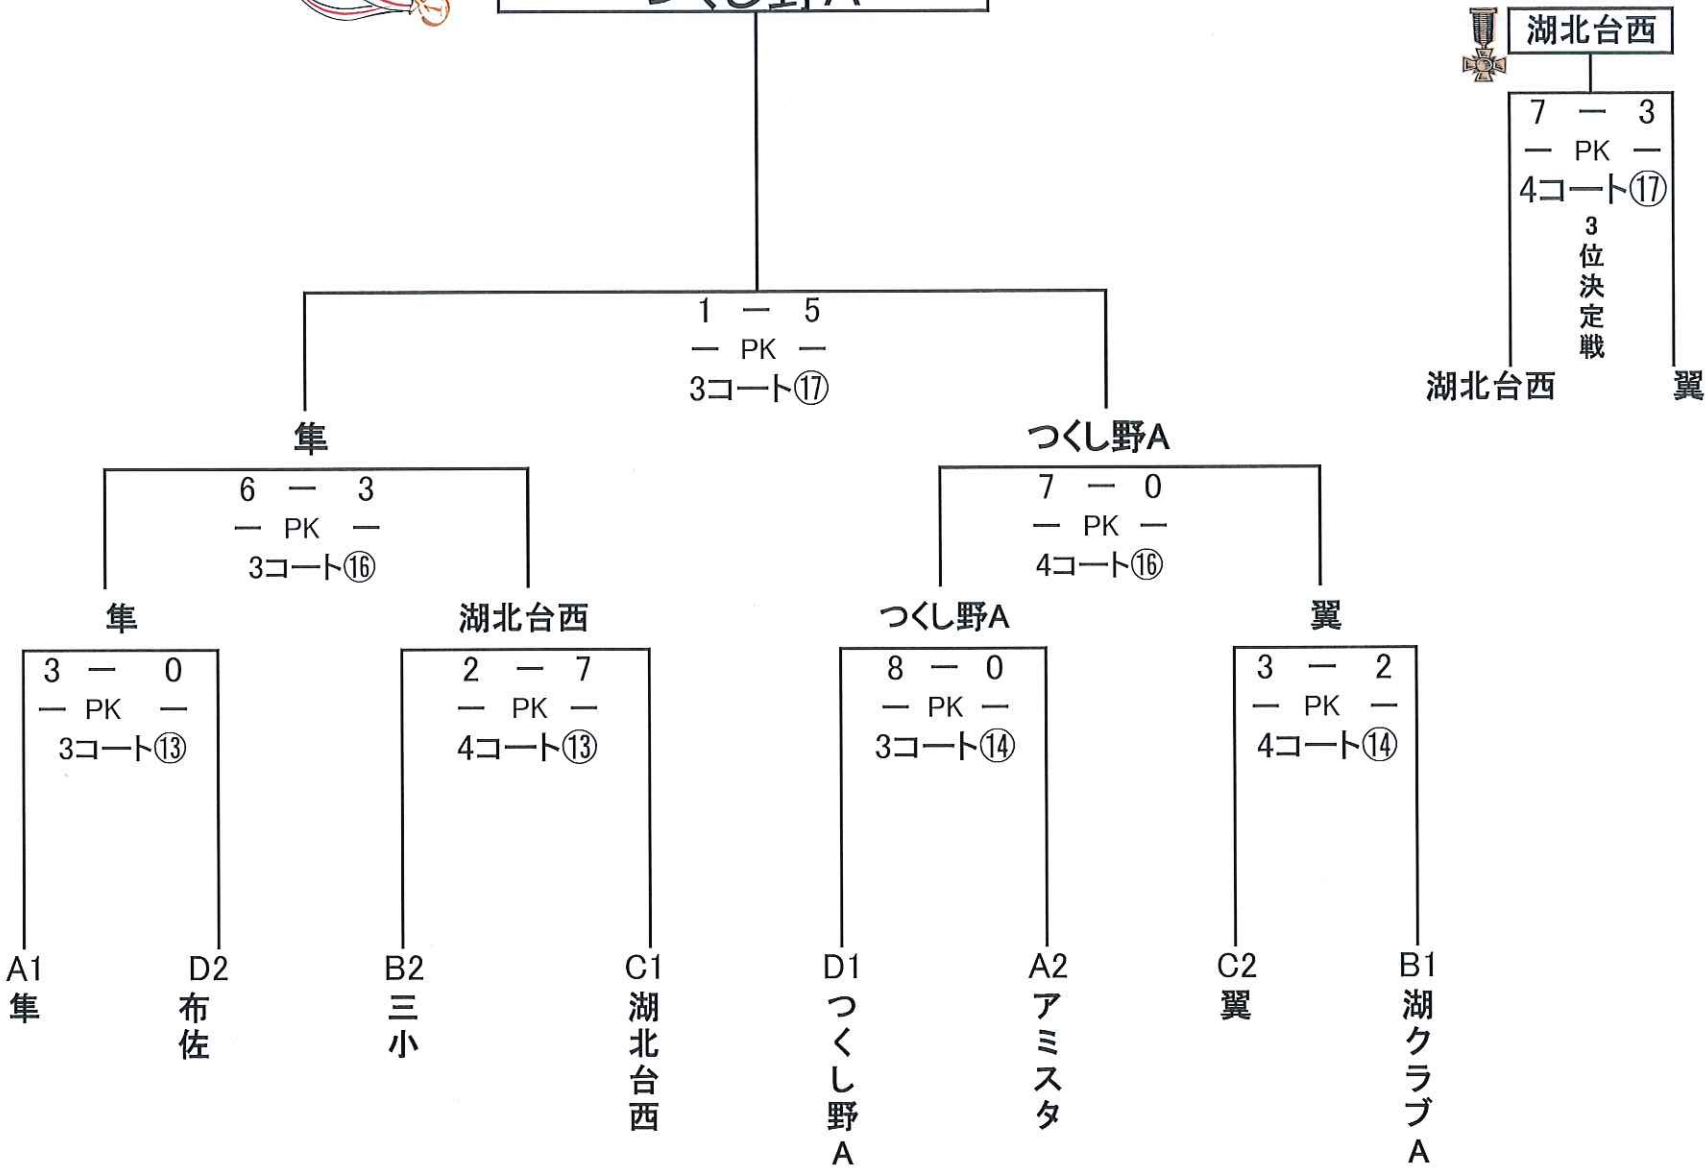 つくし野A
湖北台西
7 ー 3
ー PK ー
4コート⑰
3位決定戦
湖北台西
翼
1 ー 5
ー PK ー
3コート⑰
隼
つくし野A
6 ー 3
ー PK ー
3コート⑯
7 ー 0
ー PK ー
4コート⑯
隼
湖北台西
つくし野A
翼
3 ー 0
ー PK ー
3コート⑬
2 ー 7
ー PK ー
4コート⑬
8 ー 0
ー PK ー
3コート⑭
3 ー 2
ー PK ー
4コート⑭
A1
隼
D2
布佐
B2
三小
C1
湖北台西
D1
つくし野A
A2
アミスタ
C2
翼
B1
湖クラブA